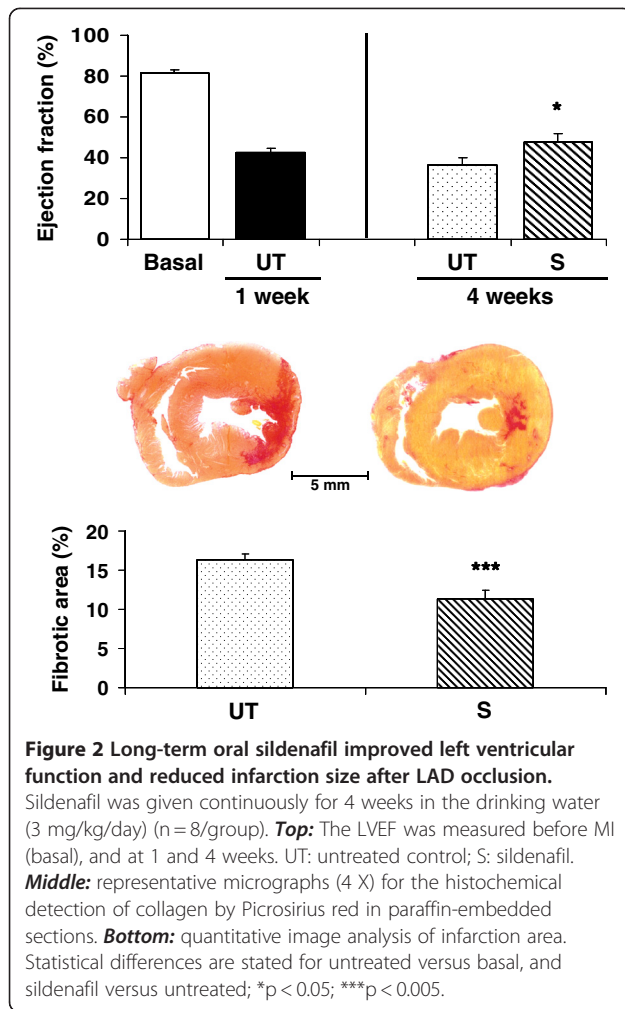 Ejection fraction (%)
100
80
60
40
20
0
*
Basal UT UT S
1 week 4 weeks
5 mm
Fibrotic area (%)
20
15
10
5
0
***
UT S
Figure 2 Long-term oral sildenafil improved left ventricular
function and reduced infarction size after LAD occlusion.
Sildenafil was given continuously for 4 weeks in the drinking water
(3 mg/kg/day) (n = 8/group). Top: The LVEF was measured before MI
(basal), and at 1 and 4 weeks. UT: untreated control; S: sildenafil.
Middle: representative micrographs (4 X) for the histochemical
detection of collagen by Picrosirius red in paraffin-embedded
sections. Bottom: quantitative image analysis of infarction area.
Statistical differences are stated for untreated versus basal, and
sildenafil versus untreated; *p < 0.05; ***p < 0.005.